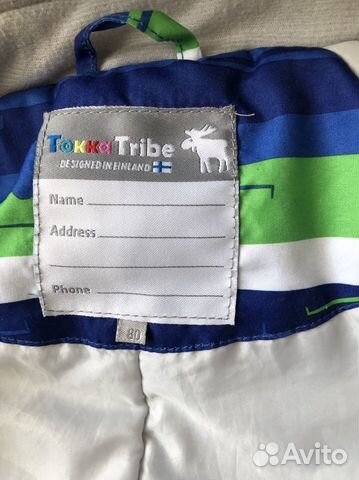 TokkaTribe
DESIGNED IN FINLAND
Name
Address
Phone
80
Avito